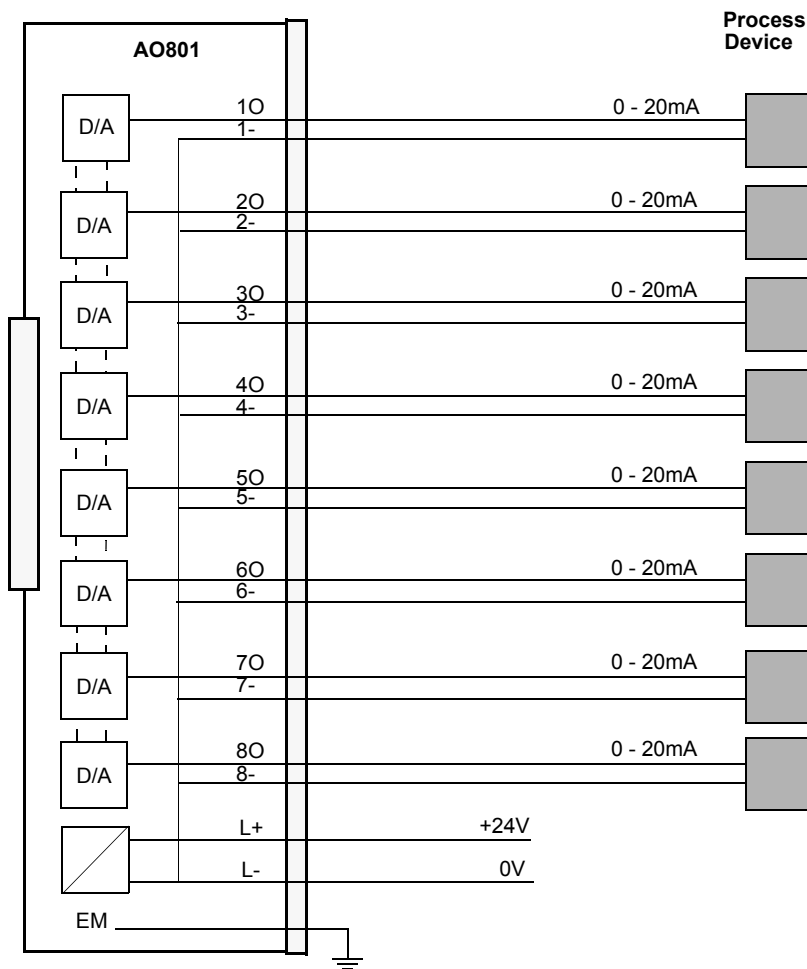 Process
Device
AO801
D/A
1O
1-
0 - 20mA
D/A
2O
2-
0 - 20mA
D/A
3O
3-
0 - 20mA
D/A
4O
4-
0 - 20mA
D/A
5O
5-
0 - 20mA
D/A
6O
6-
0 - 20mA
D/A
7O
7-
0 - 20mA
D/A
8O
8-
0 - 20mA
L+
+24V
L-
0V
EM